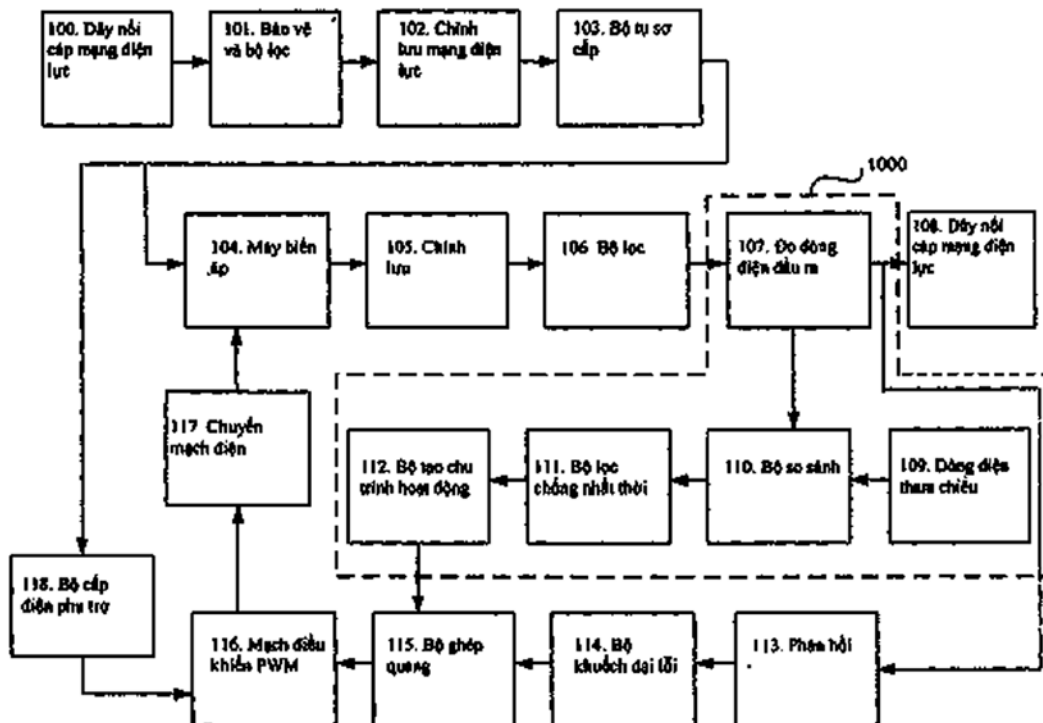 100. Dây nối
cáp mạng điện
lực
101. Bảo vệ
và bộ lọc
102. Chỉnh
lưu mạng điện
lực
103. Bộ tụ sơ
cấp
1000
104. Máy biến
áp
105. Chỉnh
lưu
106 Bộ lọc
107. Đo dòng
điện đầu ra
108. Dây nối
cáp mạng điện
lực
117 Chuyển
mạch điện
112. Bộ tạo chu
trình hoạt động
111. Bộ lọc
chống nhất thời
110. Bộ so sánh
109. Dòng điện
tham chiếu
118. Bộ cấp
điện phụ trợ
116. Mạch điều
khiển PWM
115. Bộ ghép
quang
114. Bộ
khuếch đại lỗi
113. Phản hồi